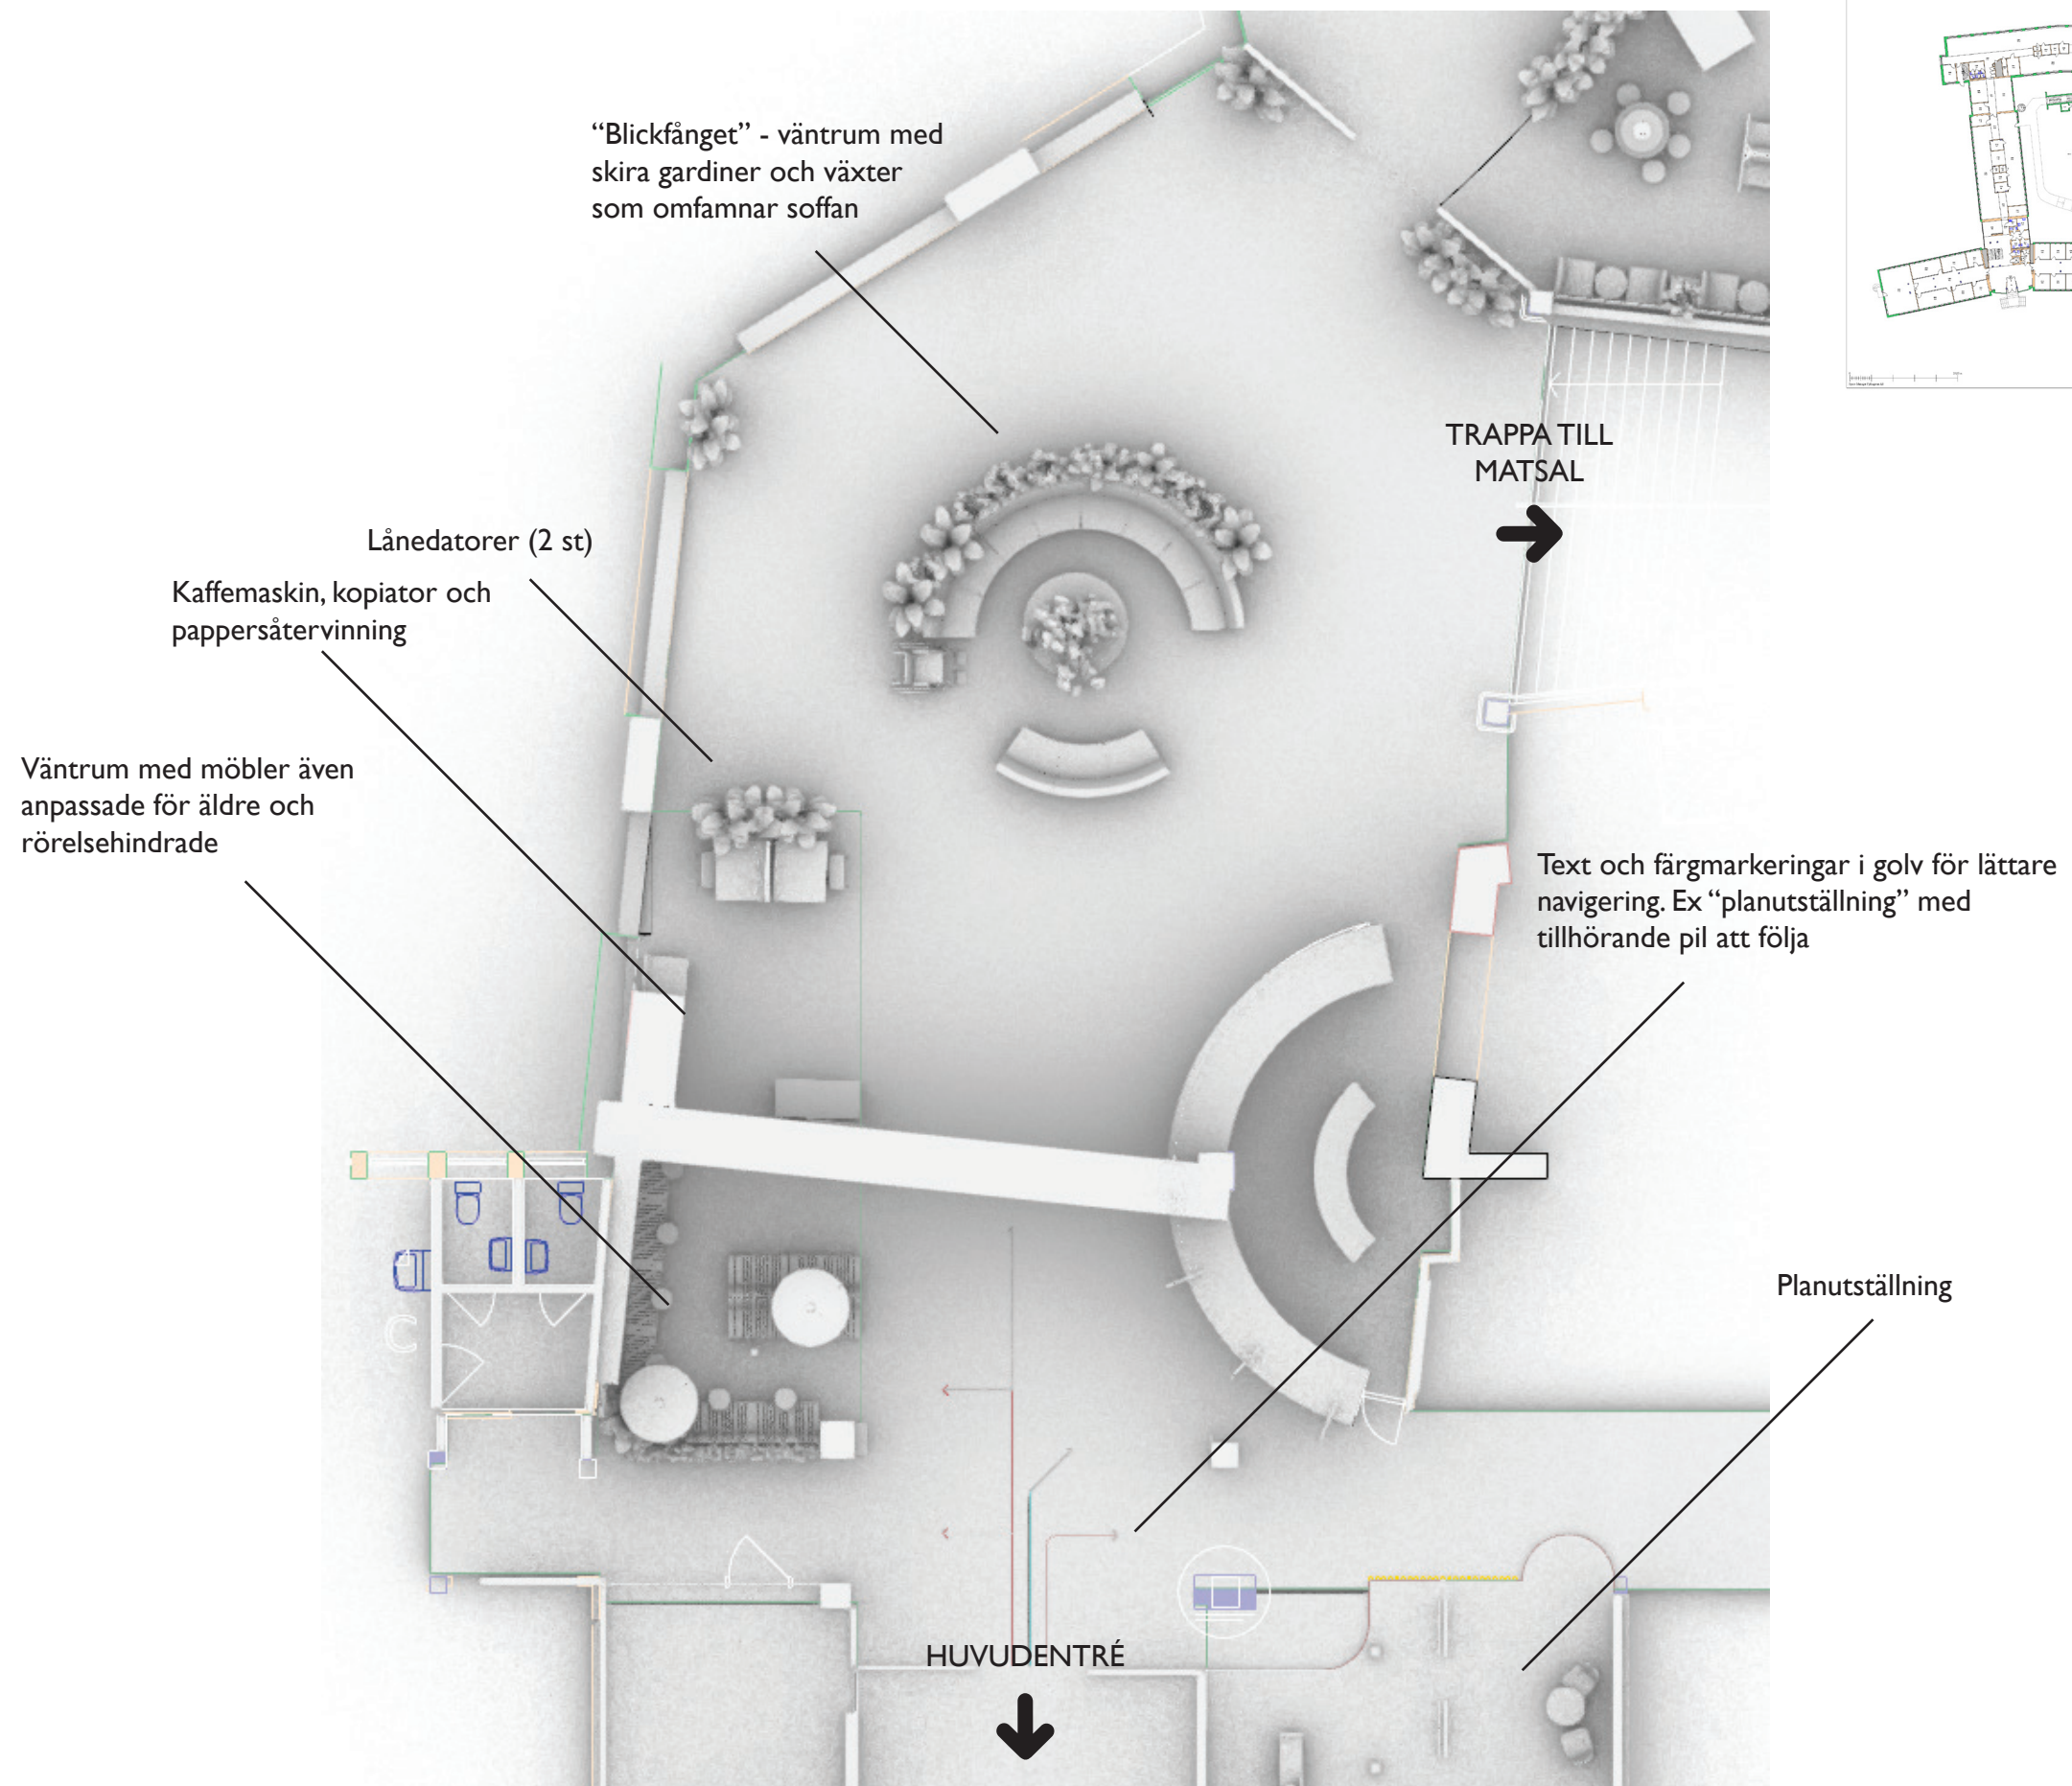 “Blickfånget” - väntrum med
skira gardiner och växter
som omfamnar soffan
TRAPPA TILL
MATSAL
Lånedatorer (2 st)
Kaffemaskin, kopiator och
pappersåtervinning
Väntrum med möbler även
anpassade för äldre och
rörelsehindrade
Text och färgmarkeringar i golv för lättare
navigering. Ex “planutställning” med
tillhörande pil att följa
Planutställning
C
HUVUDENTRÉ